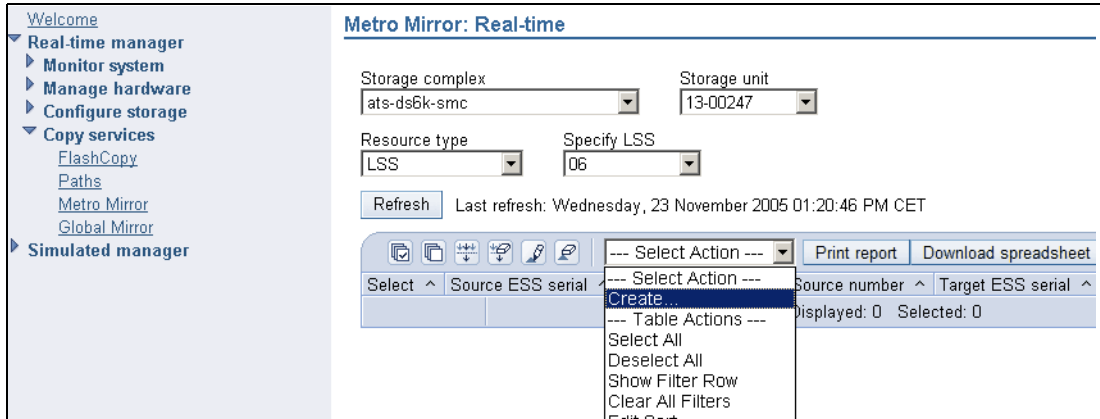 Welcome
Real-time manager
Monitor system
Manage hardware
Configure storage
Copy services
FlashCopy
Paths
Metro Mirror
Global Mirror
Simulated manager
Metro Mirror: Real-time
Storage complex Storage unit
ats-ds6k-smc 13-00247
Resource type Specify LSS
LSS 06
Refresh Last refresh: Wednesday, 23 November 2005 01:20:46 PM CET
--- Select Action --- Print report Download spreadsheet
Select Source ESS serial Source number Target ESS serial
Displayed: 0 Selected: 0
--- Select Action ---
Create...
--- Table Actions ---
Select All
Deselect All
Show Filter Row
Clear All Filters